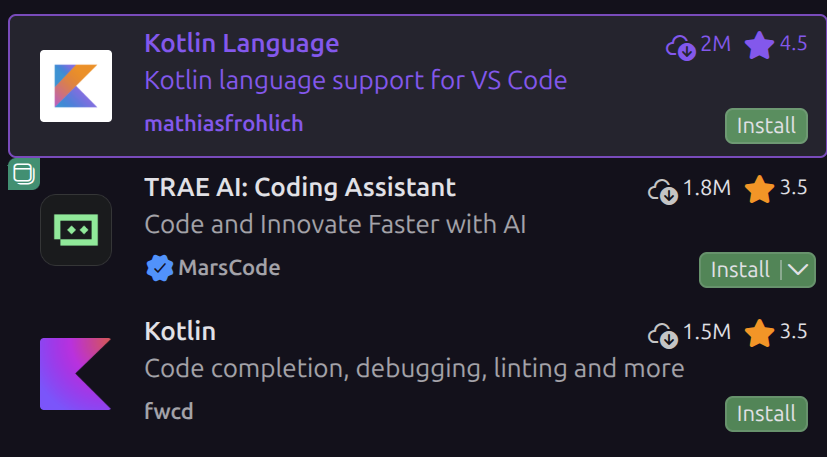 Kotlin Language 2M 4.5
Kotlin language support for VS Code
mathiasfrohlich Install
TRAE AI: Coding Assistant 1.8M 3.5
Code and Innovate Faster with AI
MarsCode Install
Kotlin 1.5M 3.5
Code completion, debugging, linting and more
fwcd Install